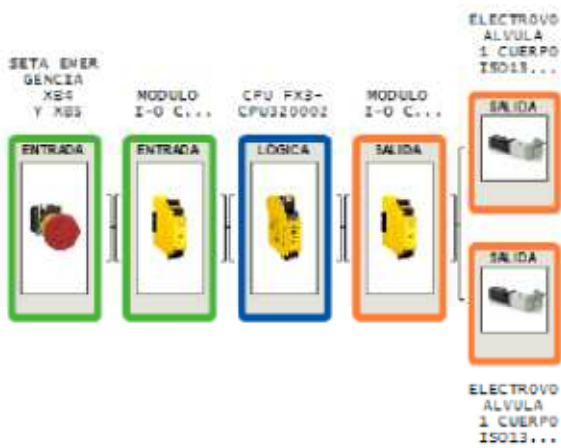 ELECTROVO
ALVULA
1 CUERPO
ISO13...
SETA EMER
GENCIA
XB4
Y XB5
MODULO
I-O C...
CPU FX3-
CPU320002
MODULO
I-O C...
ENTRADA
ENTRADA
LOGICA
SALIDA
SALIDA
SALIDA
ELECTROVO
ALVULA
1 CUERPO
ISO13...